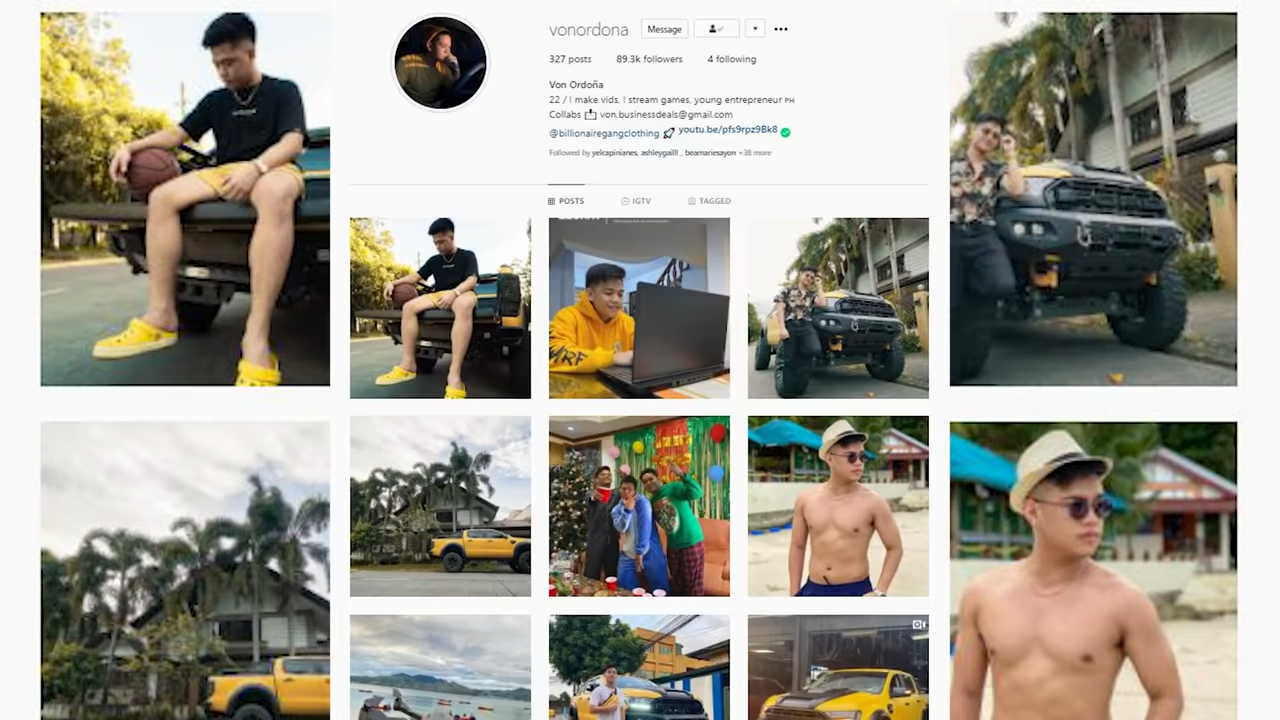 vonordona Message
327 posts 89.3k followers 4 following
Von Ordoña
22 / I make vids, I stream games, young entrepreneur PH
Collabs von.businessdeals@gmail.com
@billionairegangclothing youtu.be/pfs9rpz9Bk8
Followed by yelcapinianes, ashleygailll , beamariesayon +38 more
POSTS IGTV TAGGED